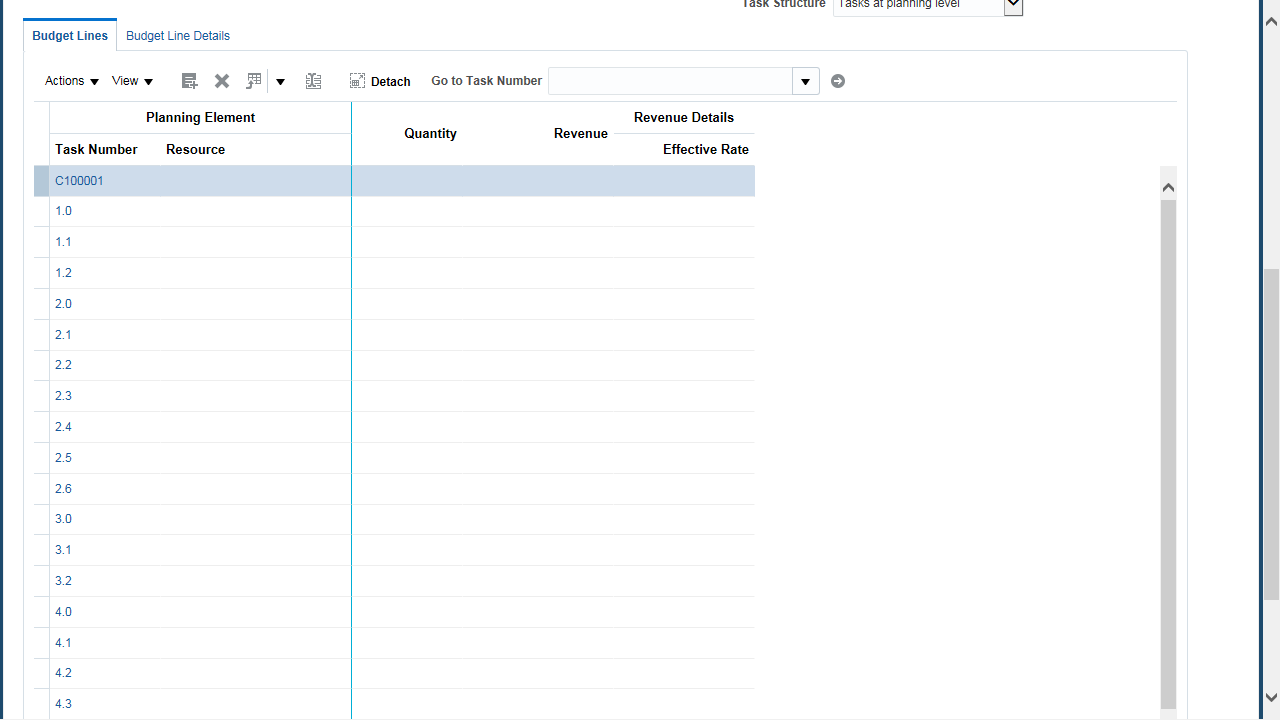 Task Structure Tasks at planning level
Budget Lines Budget Line Details
Actions View Detach Go to Task Number
Planning Element Revenue Details
Quantity Revenue
Task Number Resource Effective Rate
C100001
1.0
1.1
1.2
2.0
2.1
2.2
2.3
2.4
2.5
2.6
3.0
3.1
3.2
4.0
4.1
4.2
4.3